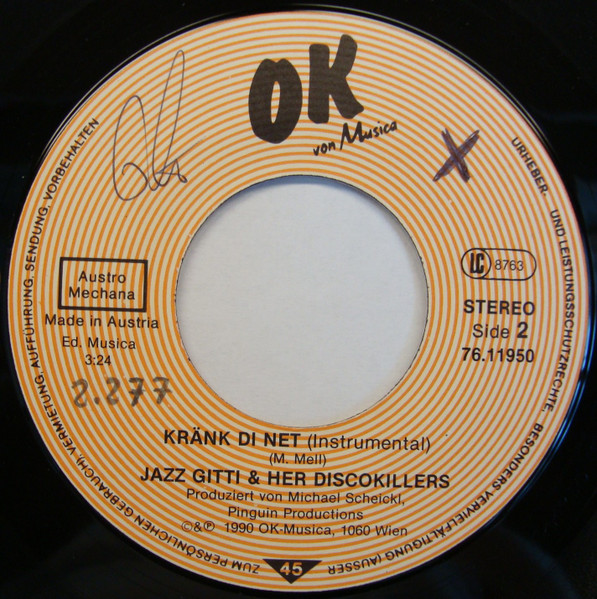 OK
von Musica
Austro
Mechana
Made in Austria
Ed. Musica
3:24
2.277
LC 8763
STEREO
Side 2
76.11950
KRÄNK DI NET (Instrumental)
(M. Mell)
JAZZ GITTI & HER DISCOKILLERS
Produziert von Michael Scheickl,
Pinguin Productions
©&℗ 1990 OK-Musica, 1060 Wien
45
URHEBER- UND LEISTUNGSSCHUTZRECHTE, BESONDERS VERVIELFÄLTIGUNG (AUSSER ZUM PERSÖNLICHEN GEBRAUCH), VERMIETUNG, AUFFÜHRUNG, SENDUNG, VORBEHALTEN